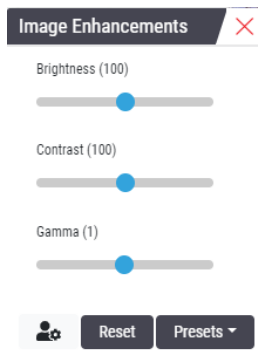 Image Enhancements
Brightness (100)
Contrast (100)
Gamma (1)
Reset Presets